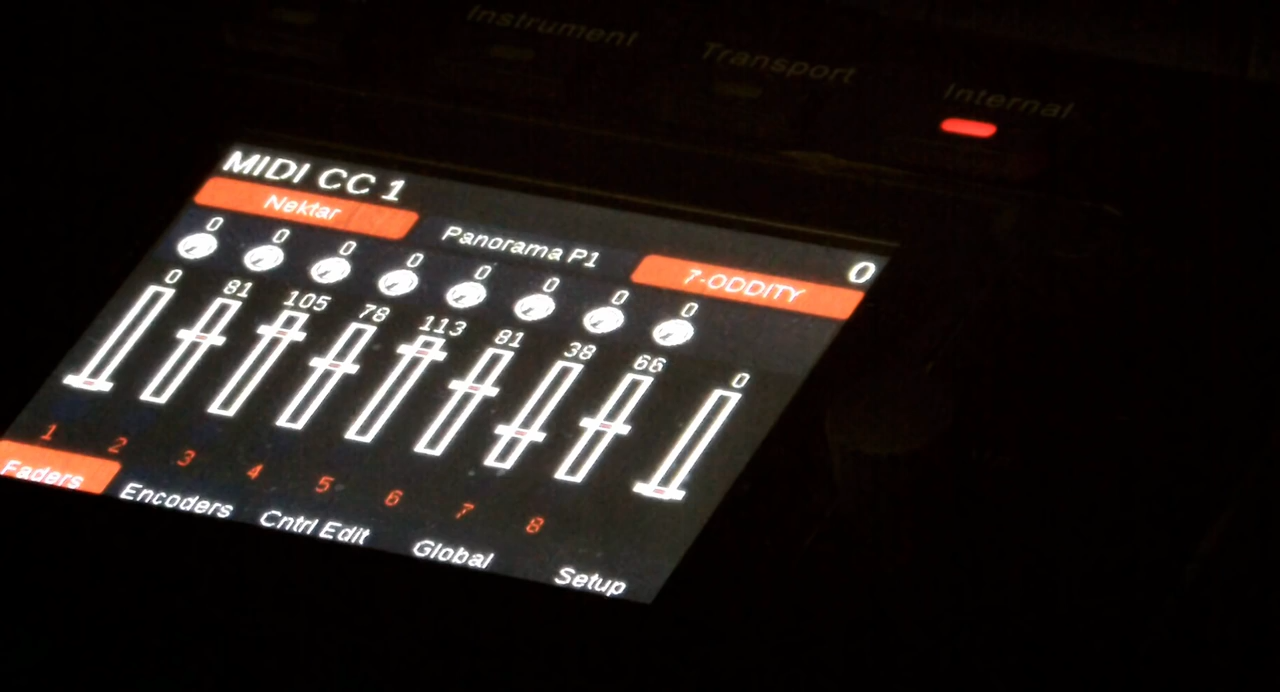 Instrument Transport Internal
MIDI CC 1 0
Nektar Panorama P1 7-ODDITY
0 0 0 0 0 0 0 0
0 81 105 78 113 81 38 66 0
1 2 3 4 5 6 7 8
Faders Encoders Cntrl Edit Global Setup